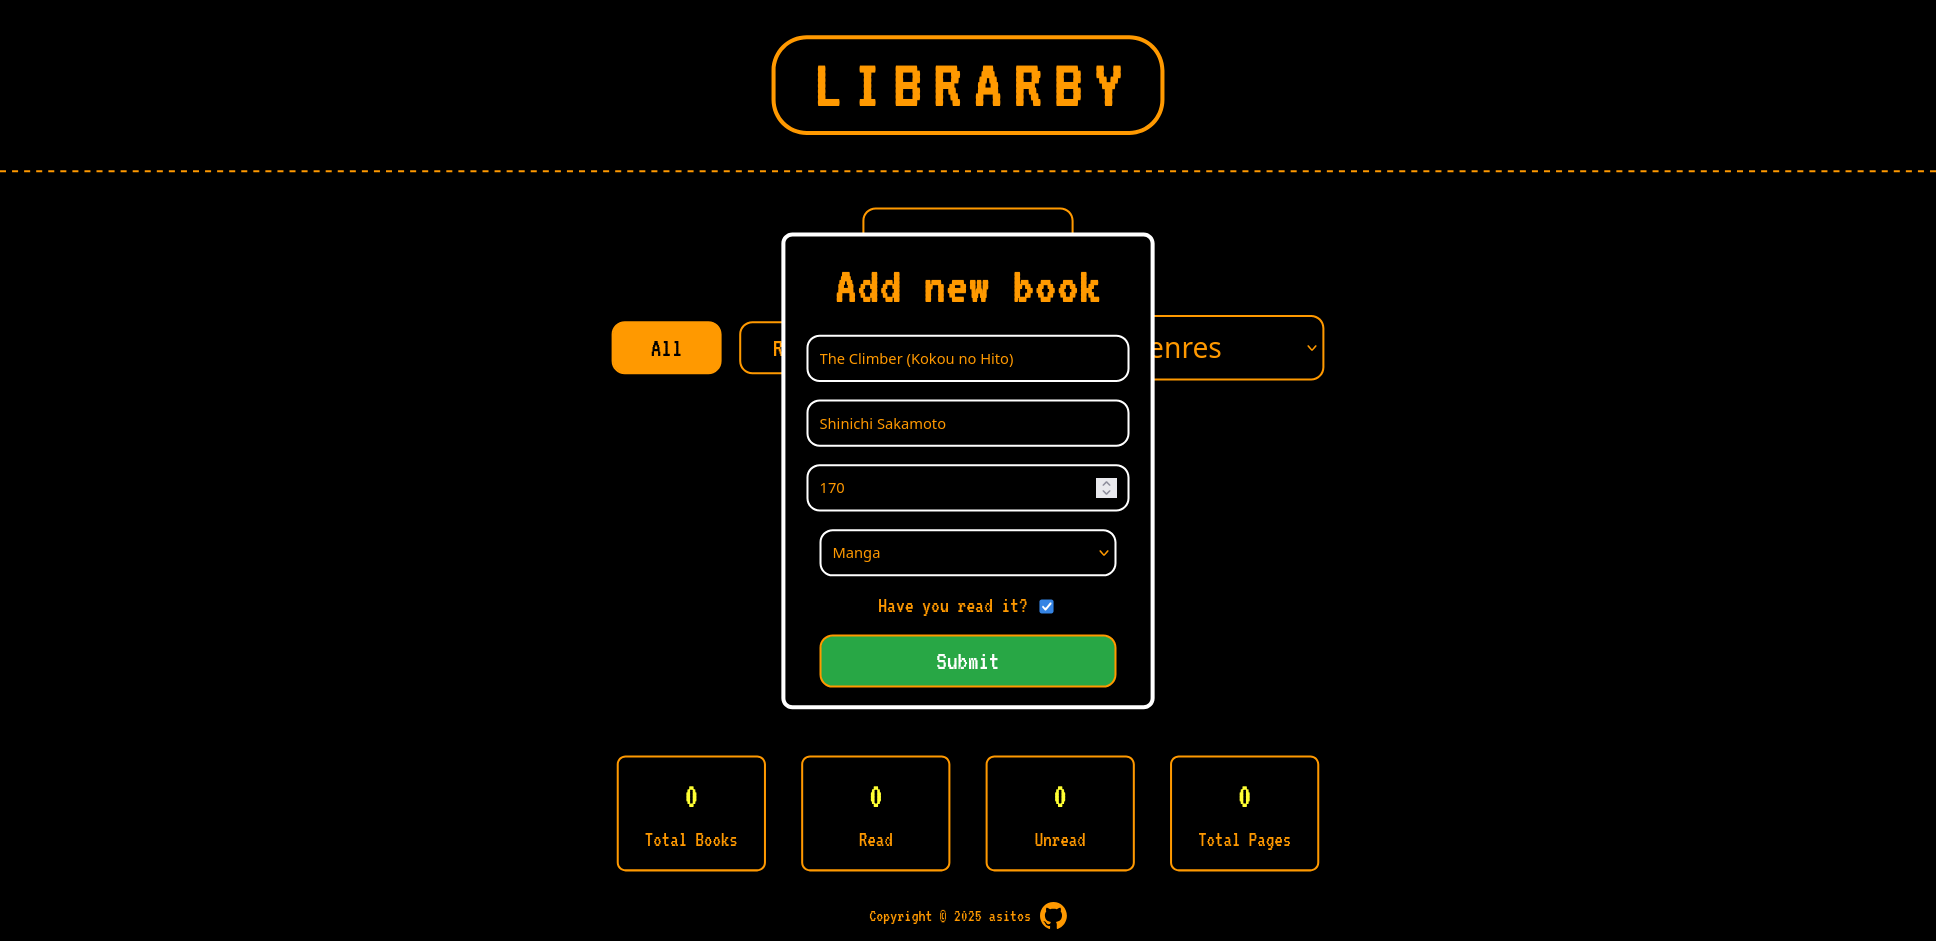 LIBRARBY
Add new book
The Climber (Kokou no Hito)
All R enres
Shinichi Sakamoto
170
Manga
Have you read it?
Submit
0 0 0 0
Total Books Read Unread Total Pages
Copyright @ 2025 asitos